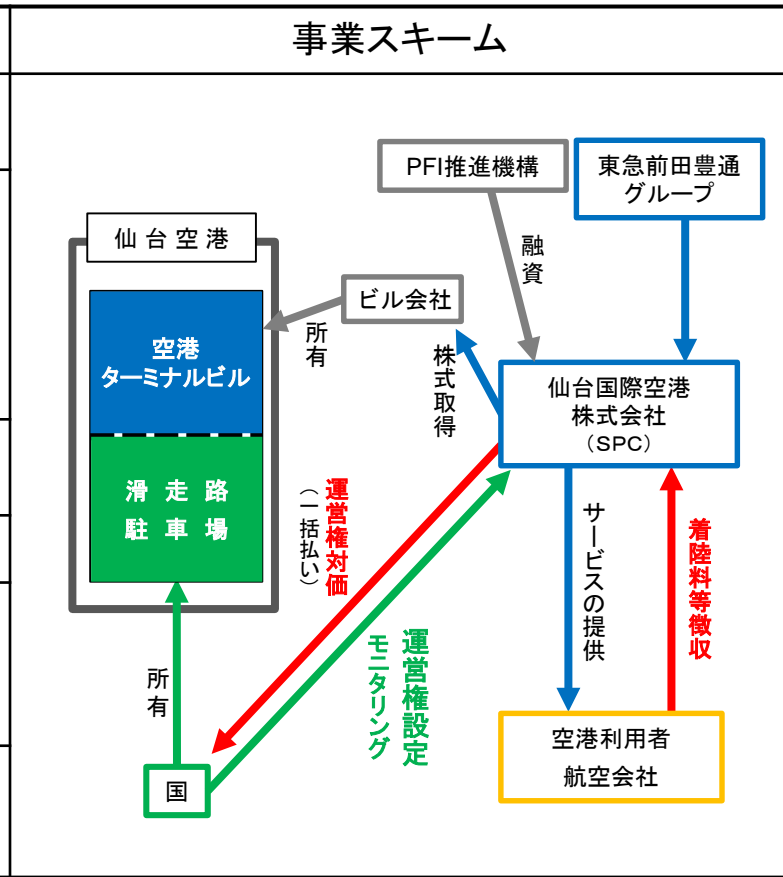 事業スキーム
PFI推進機構
東急前田豊通
グループ
仙台空港
融資
ビル会社
所有
空港
ターミナルビル
株式取得
仙台国際空港
株式会社
（SPC）
滑走路
駐車場
運営権対価
（一括払い）
サービスの提供
着陸料等徴収
運営権設定
モニタリング
所有
国
空港利用者
航空会社